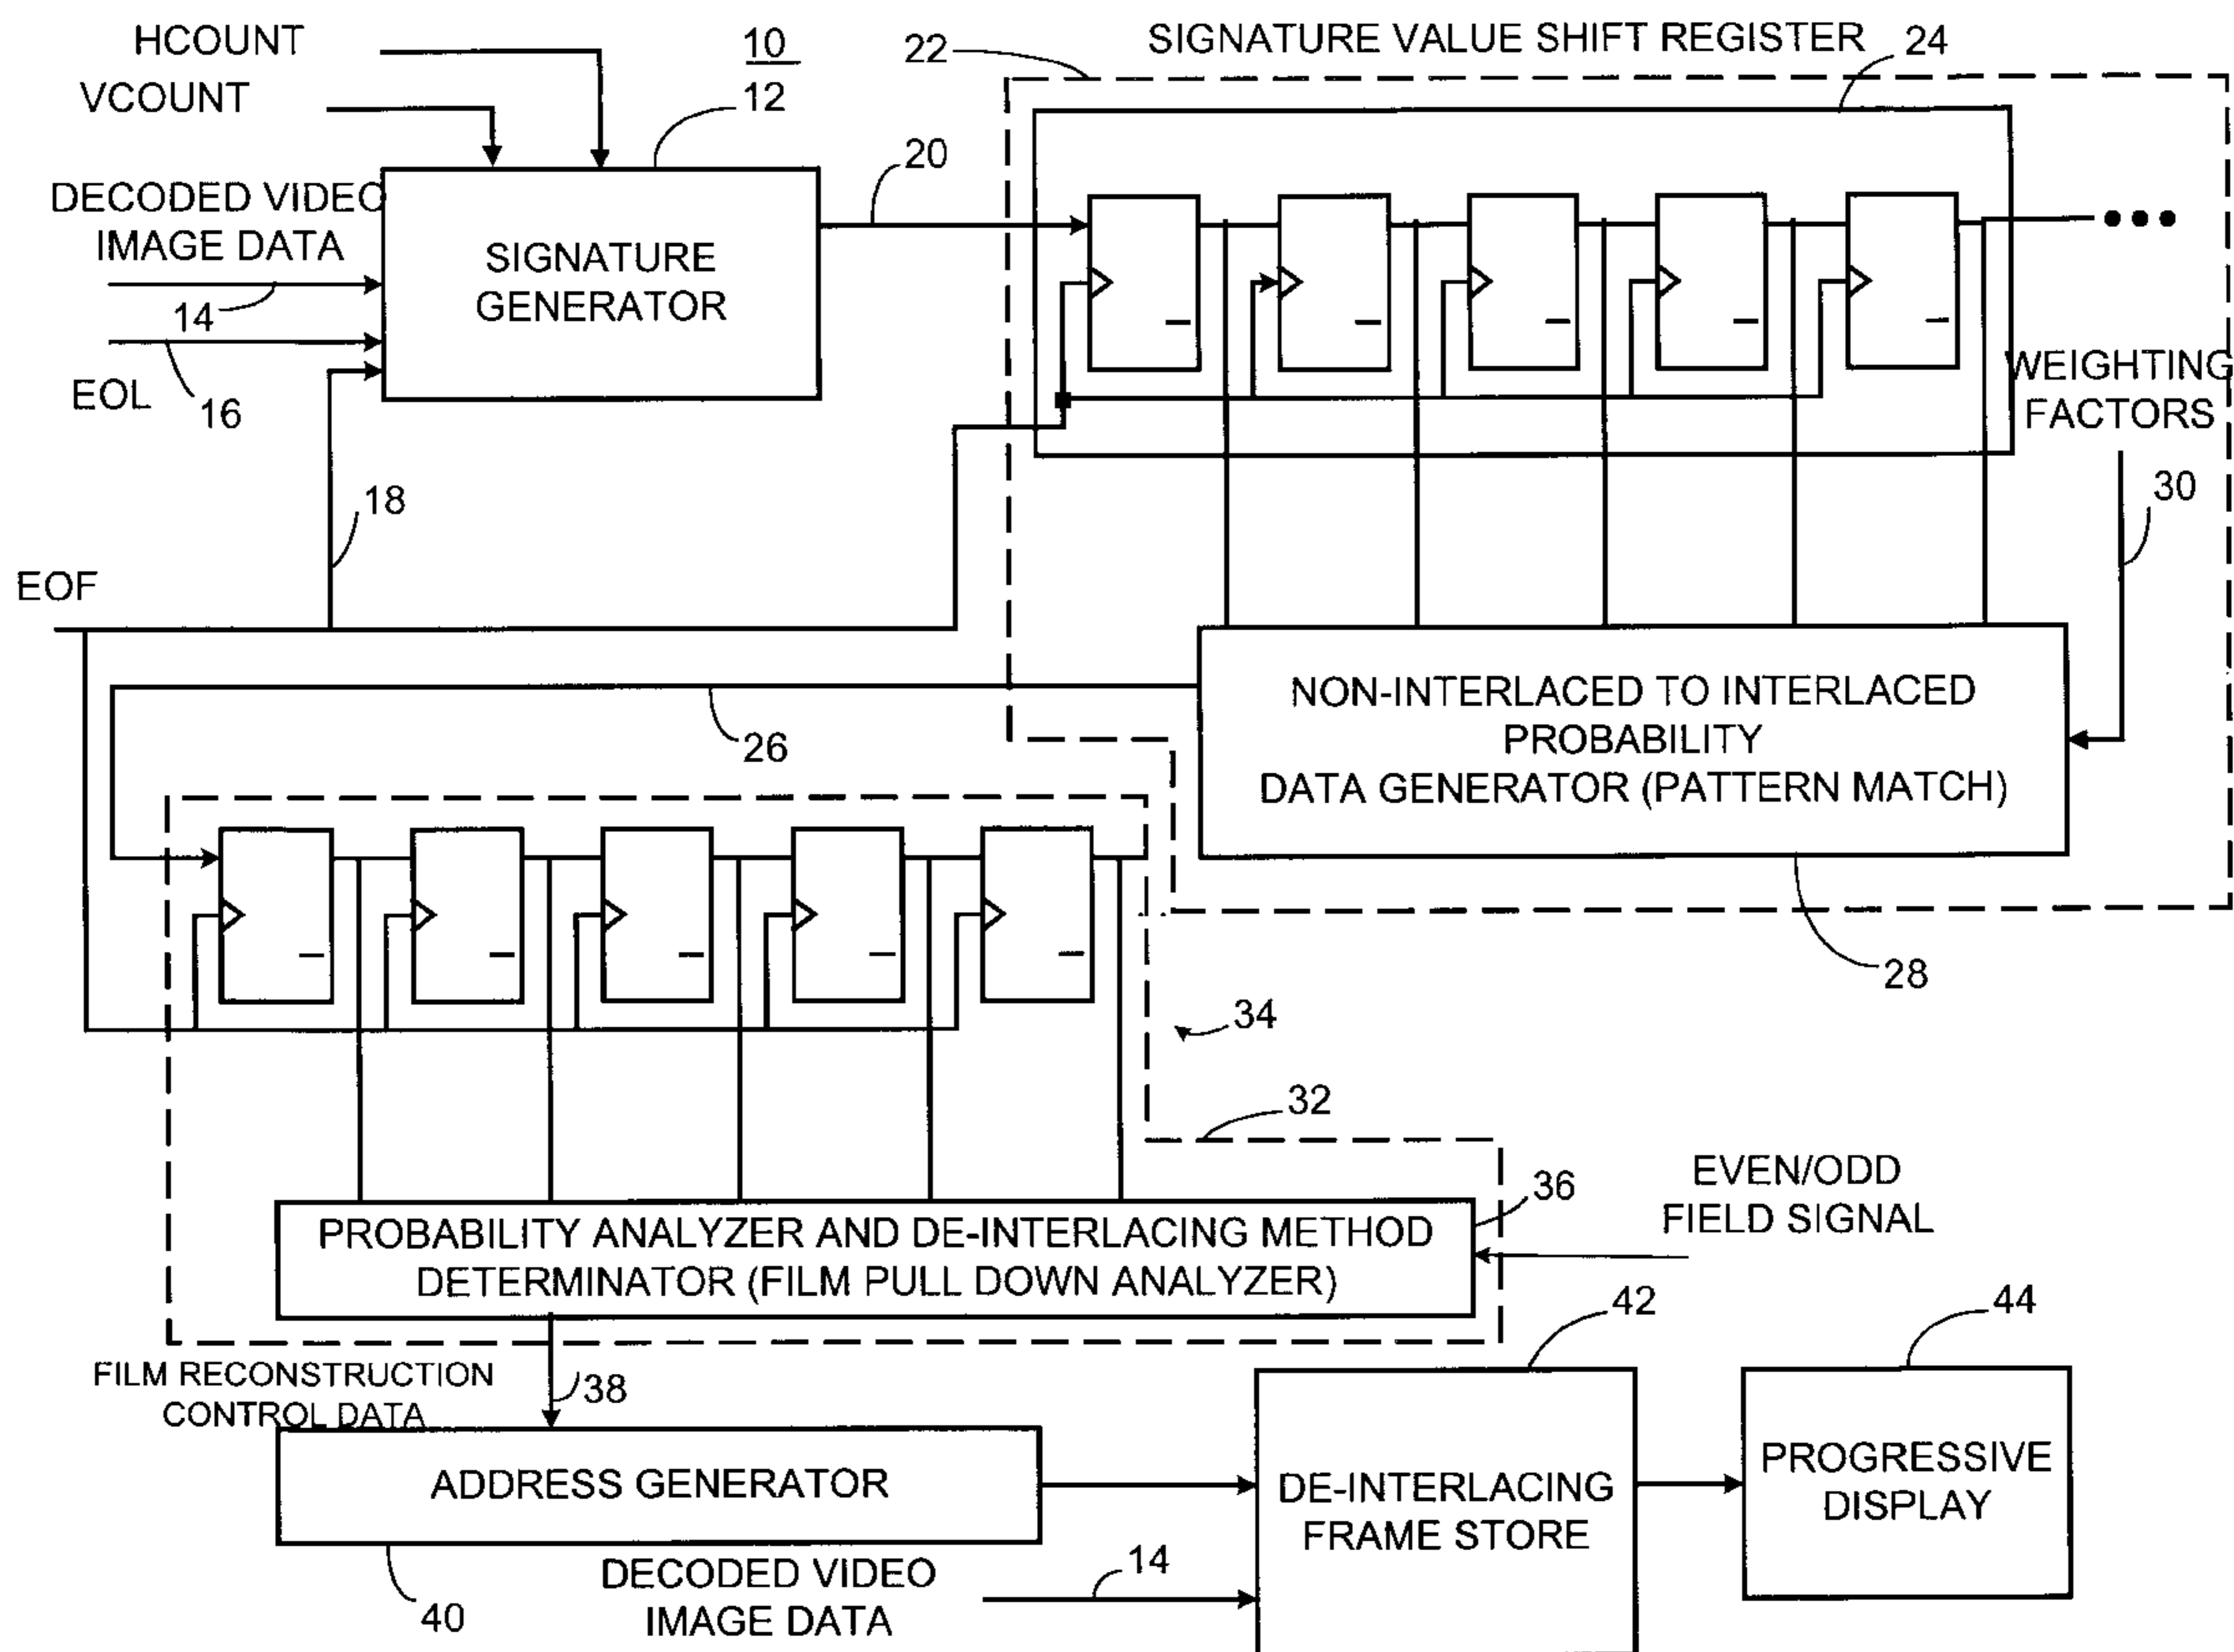 HCOUNT
VCOUNT
10
12
22
SIGNATURE VALUE SHIFT REGISTER
24
20
DECODED VIDEO
IMAGE DATA
14
16
EOL
SIGNATURE
GENERATOR
WEIGHTING
FACTORS
30
18
EOF
26
NON-INTERLACED TO INTERLACED
PROBABILITY
DATA GENERATOR (PATTERN MATCH)
28
34
32
36
EVEN/ODD
FIELD SIGNAL
PROBABILITY ANALYZER AND DE-INTERLACING METHOD
DETERMINATOR (FILM PULL DOWN ANALYZER)
42
44
FILM RECONSTRUCTION
CONTROL DATA
38
ADDRESS GENERATOR
40
DECODED VIDEO
IMAGE DATA
14
DE-INTERLACING
FRAME STORE
PROGRESSIVE
DISPLAY